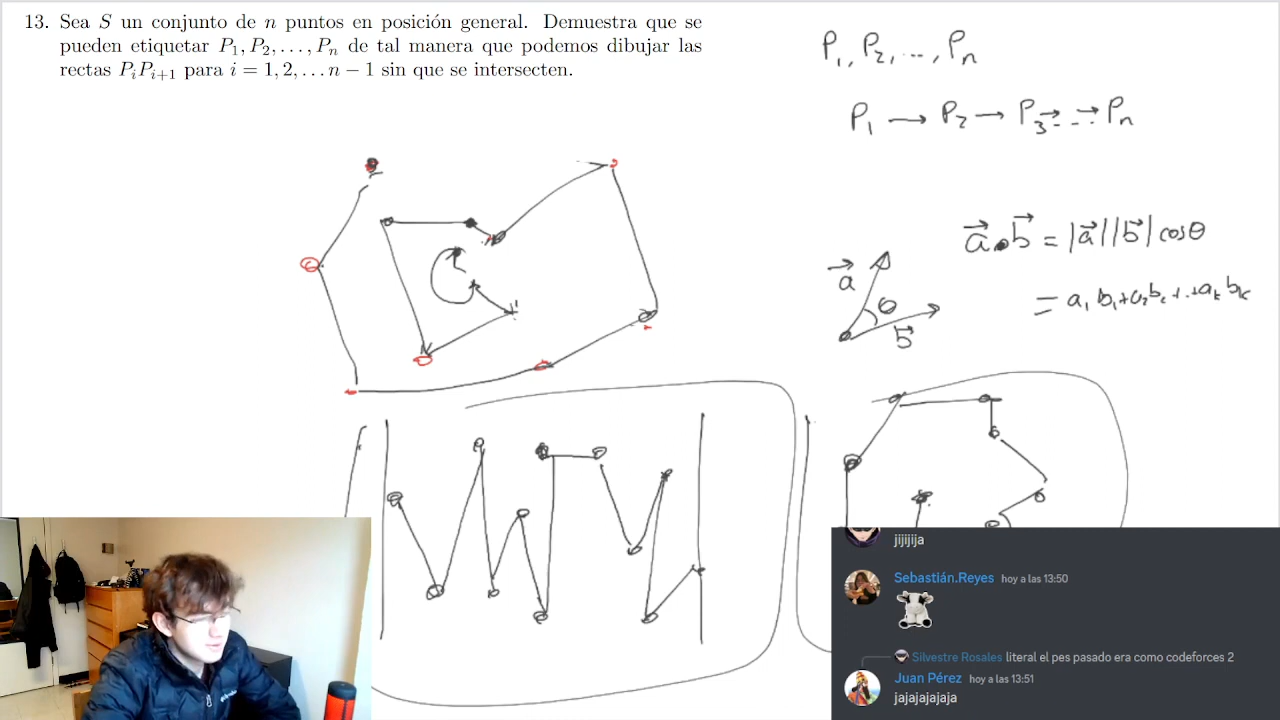 13. Sea S un conjunto de n puntos en posición general. Demuestra que se
pueden etiquetar P₁, P₂, . . . , Pₙ de tal manera que podemos dibujar las
rectas PᵢPᵢ₊₁ para i = 1, 2, . . . n − 1 sin que se intersecten.
P₁, P₂, ..., Pₙ
P₁ → P₂ → P₃ → ... → Pₙ
a⃗ • b⃗ = |a⃗||b⃗| cosθ
= a₁b₁+a₂b₂+...+aₖbₖ
a⃗
θ
b⃗
jijijija
Sebastián.Reyes hoy a las 13:50
Silvestre Rosales literal el pes pasado era como codeforces 2
Juan Pérez hoy a las 13:51
jajajajajaja